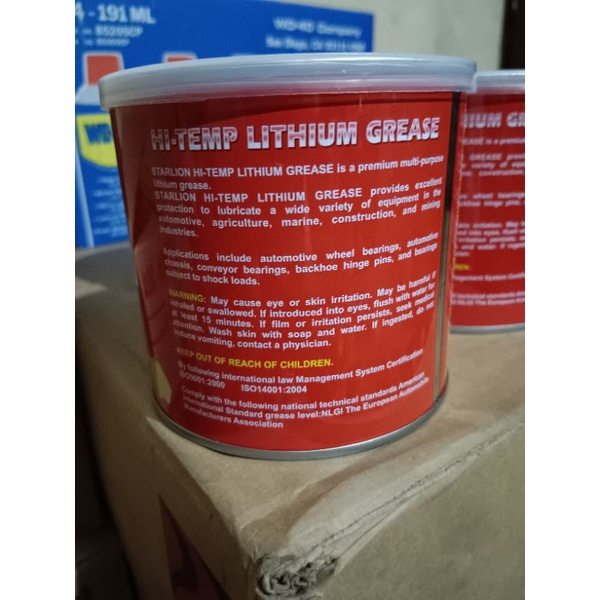 4 - 191 ML
WD-40 Company
HI-TEMP LITHIUM GREASE
STARLION HI-TEMP LITHIUM GREASE is a premium multi-purpose
lithium grease.
STARLION HI-TEMP LITHIUM GREASE provides excellent
protection to lubricate a wide variety of equipment in the
automotive, agriculture, marine, construction, and mining
industries.
Applications include automotive wheel bearings, automotive
chassis, conveyor bearings, backhoe hinge pins, and bearings
subject to shock loads.
WARNING: May cause eye or skin irritation. May be harmful if
inhaled or swallowed. If introduced into eyes, flush with water for
at least 15 minutes. If film or irritation persists, seek medical
attention. Wash skin with soap and water. If ingested, do not
induce vomiting, contact a physician.
KEEP OUT OF REACH OF CHILDREN.
By following international law Management System Certification
ISO9001:2000 ISO14001:2004
Comply with the following national technical standards American
International Standard grease level:NLGI The European Automobile
Manufacturers Association
WD